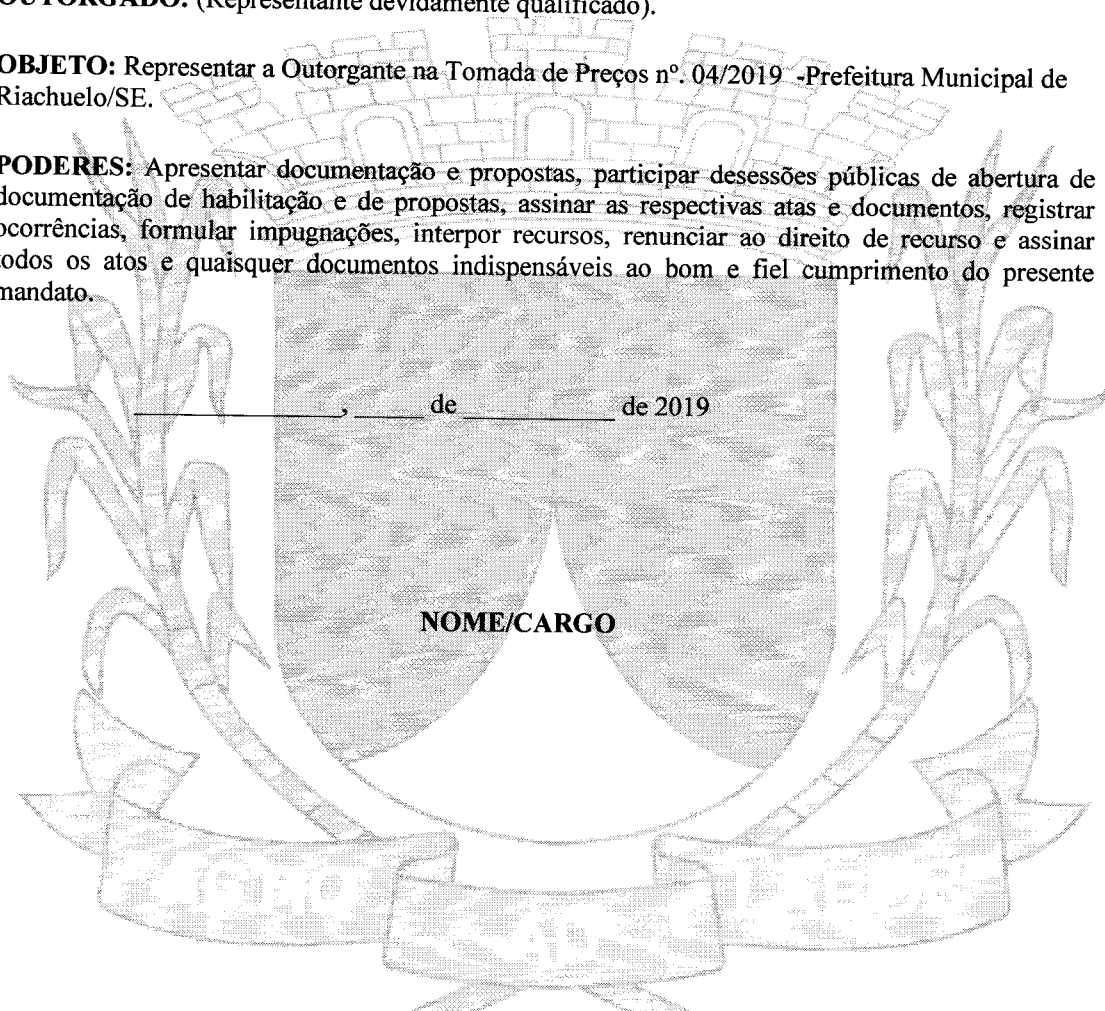 OUTORGADO: (Representante devidamente qualificado).
OBJETO: Representar a Outorgante na Tomada de Preços nº. 04/2019 -Prefeitura Municipal de
Riachuelo/SE.
PODERES: Apresentar documentação e propostas, participar desessões públicas de abertura de
documentação de habilitação e de propostas, assinar as respectivas atas e documentos, registrar
ocorrências, formular impugnações, interpor recursos, renunciar ao direito de recurso e assinar
todos os atos e quaisquer documentos indispensáveis ao bom e fiel cumprimento do presente
mandato.
____________________, ______ de ______________ de 2019
NOME/CARGO